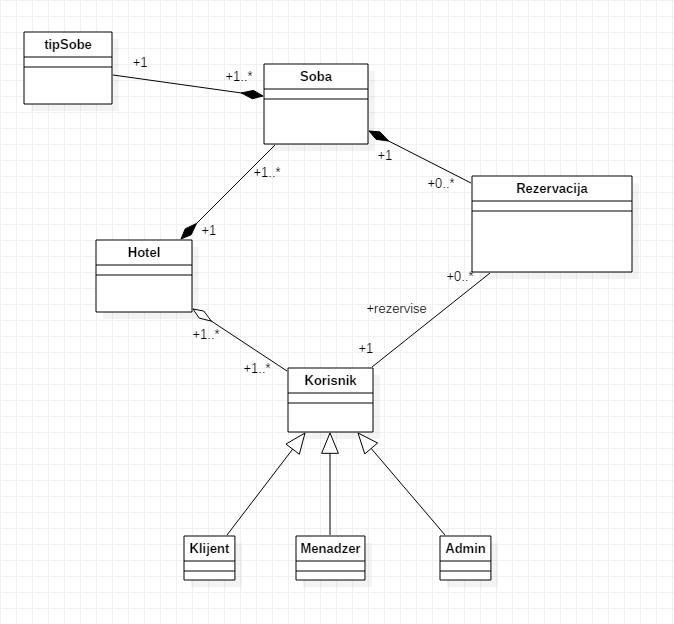 tipSobe
+1
+1..*
Soba
+1
+0..*
Rezervacija
+1..*
+1
Hotel
+0..*
+rezervise
+1
+1..*
+1..*
Korisnik
Klijent
Menadzer
Admin